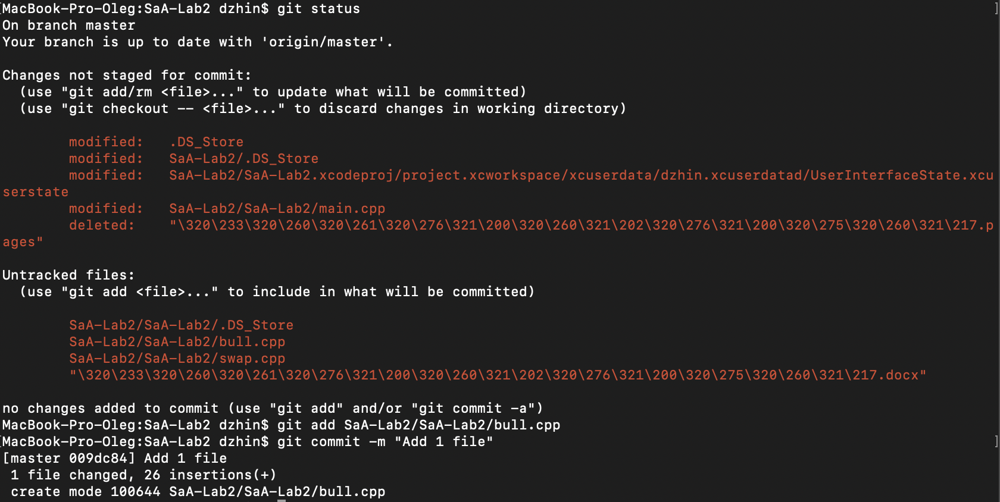 [MacBook-Pro-Oleg:SaA-Lab2 dzhin$ git status ]
On branch master
Your branch is up to date with 'origin/master'.
Changes not staged for commit:
  (use "git add/rm <file>..." to update what will be committed)
  (use "git checkout -- <file>..." to discard changes in working directory)
        modified:   .DS_Store
        modified:   SaA-Lab2/.DS_Store
        modified:   SaA-Lab2/SaA-Lab2.xcodeproj/project.xcworkspace/xcuserdata/dzhin.xcuserdatad/UserInterfaceState.xcu
serstate
        modified:   SaA-Lab2/SaA-Lab2/main.cpp
        deleted:    "\320\233\320\260\320\261\320\276\321\200\320\260\321\202\320\276\321\200\320\275\320\260\321\217.p
ages"
Untracked files:
  (use "git add <file>..." to include in what will be committed)
        SaA-Lab2/SaA-Lab2/.DS_Store
        SaA-Lab2/SaA-Lab2/bull.cpp
        SaA-Lab2/SaA-Lab2/swap.cpp
        "\320\233\320\260\320\261\320\276\321\200\320\260\321\202\320\276\321\200\320\275\320\260\321\217.docx"
no changes added to commit (use "git add" and/or "git commit -a")
MacBook-Pro-Oleg:SaA-Lab2 dzhin$ git add SaA-Lab2/SaA-Lab2/bull.cpp
[MacBook-Pro-Oleg:SaA-Lab2 dzhin$ git commit -m "Add 1 file" ]
[master 009dc84] Add 1 file
 1 file changed, 26 insertions(+)
 create mode 100644 SaA-Lab2/SaA-Lab2/bull.cpp